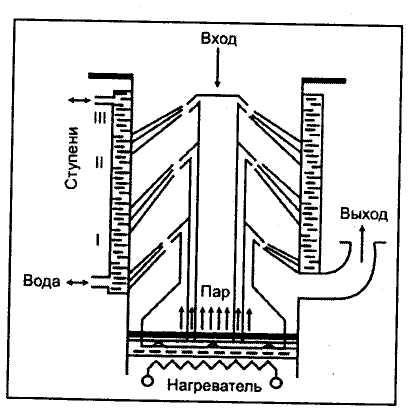 Вход
III
II
Ступени
I
Выход
Вода
Пар
Нагреватель